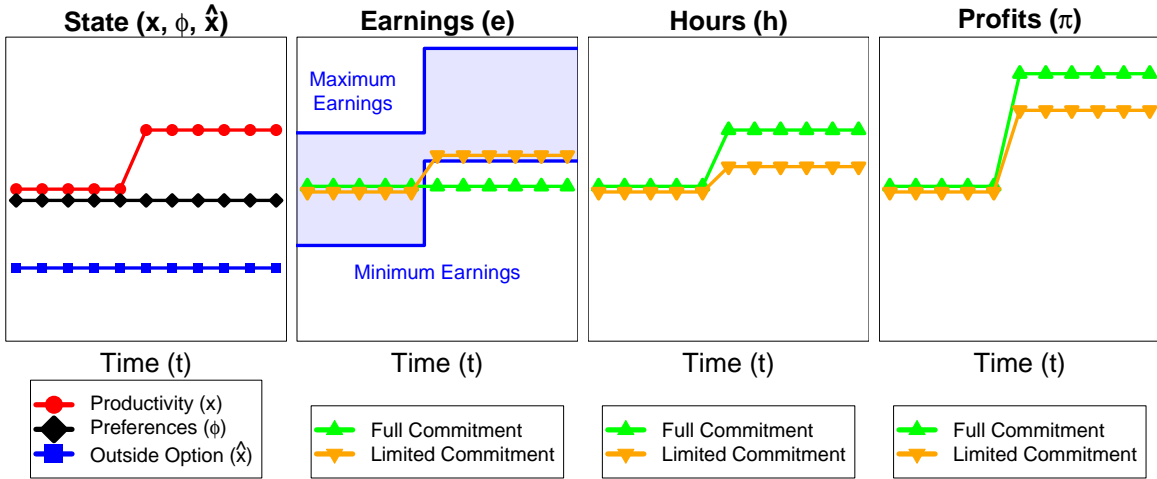 State (x, ϕ, x̂)
Earnings (e)
Hours (h)
Profits (π)
Maximum
Earnings
Minimum Earnings
Time (t)
Time (t)
Time (t)
Time (t)
Productivity (x)
Preferences (ϕ)
Outside Option (x̂)
Full Commitment
Limited Commitment
Full Commitment
Limited Commitment
Full Commitment
Limited Commitment